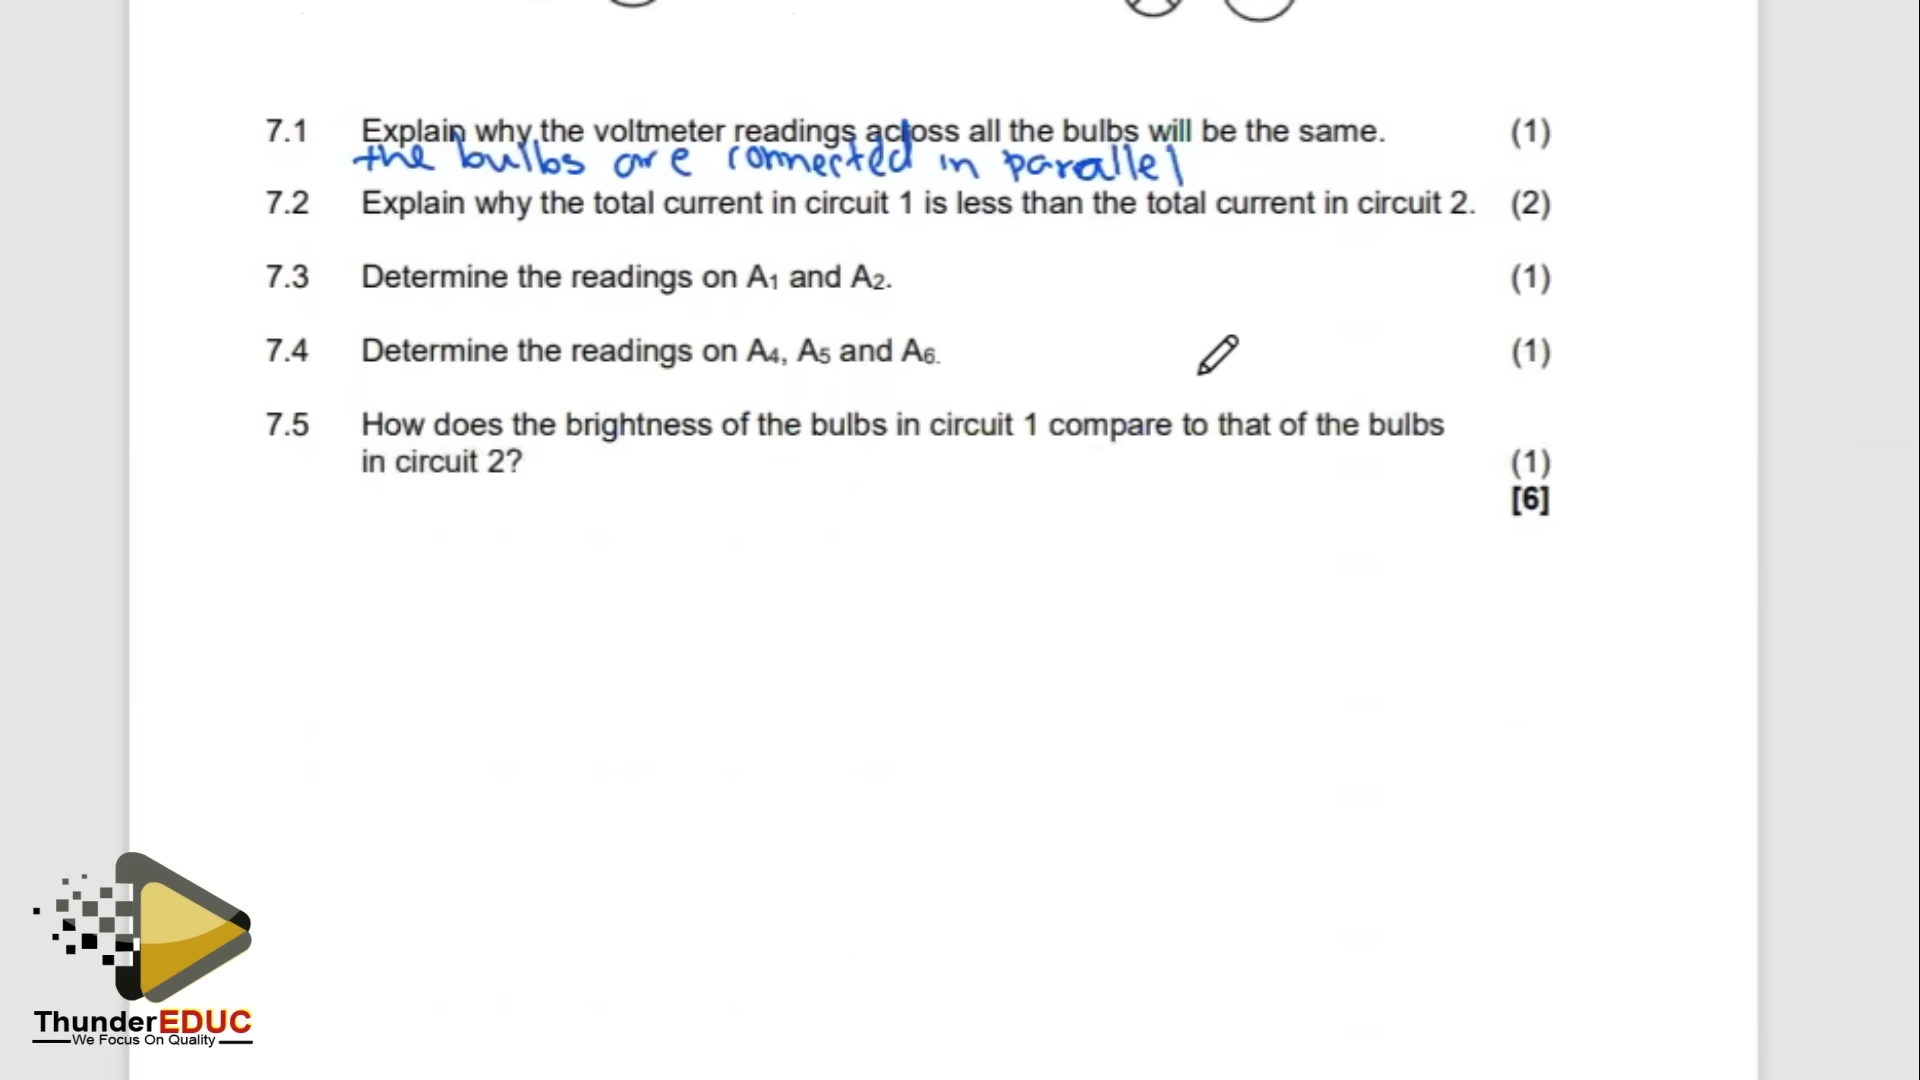 7.1 Explain why the voltmeter readings across all the bulbs will be the same. (1)
the bulbs are connected in parallel
7.2 Explain why the total current in circuit 1 is less than the total current in circuit 2. (2)
7.3 Determine the readings on A₁ and A₂. (1)
7.4 Determine the readings on A₄, A₅ and A₆. (1)
7.5 How does the brightness of the bulbs in circuit 1 compare to that of the bulbs
in circuit 2? (1)
[6]
ThunderEDUC
We Focus On Quality